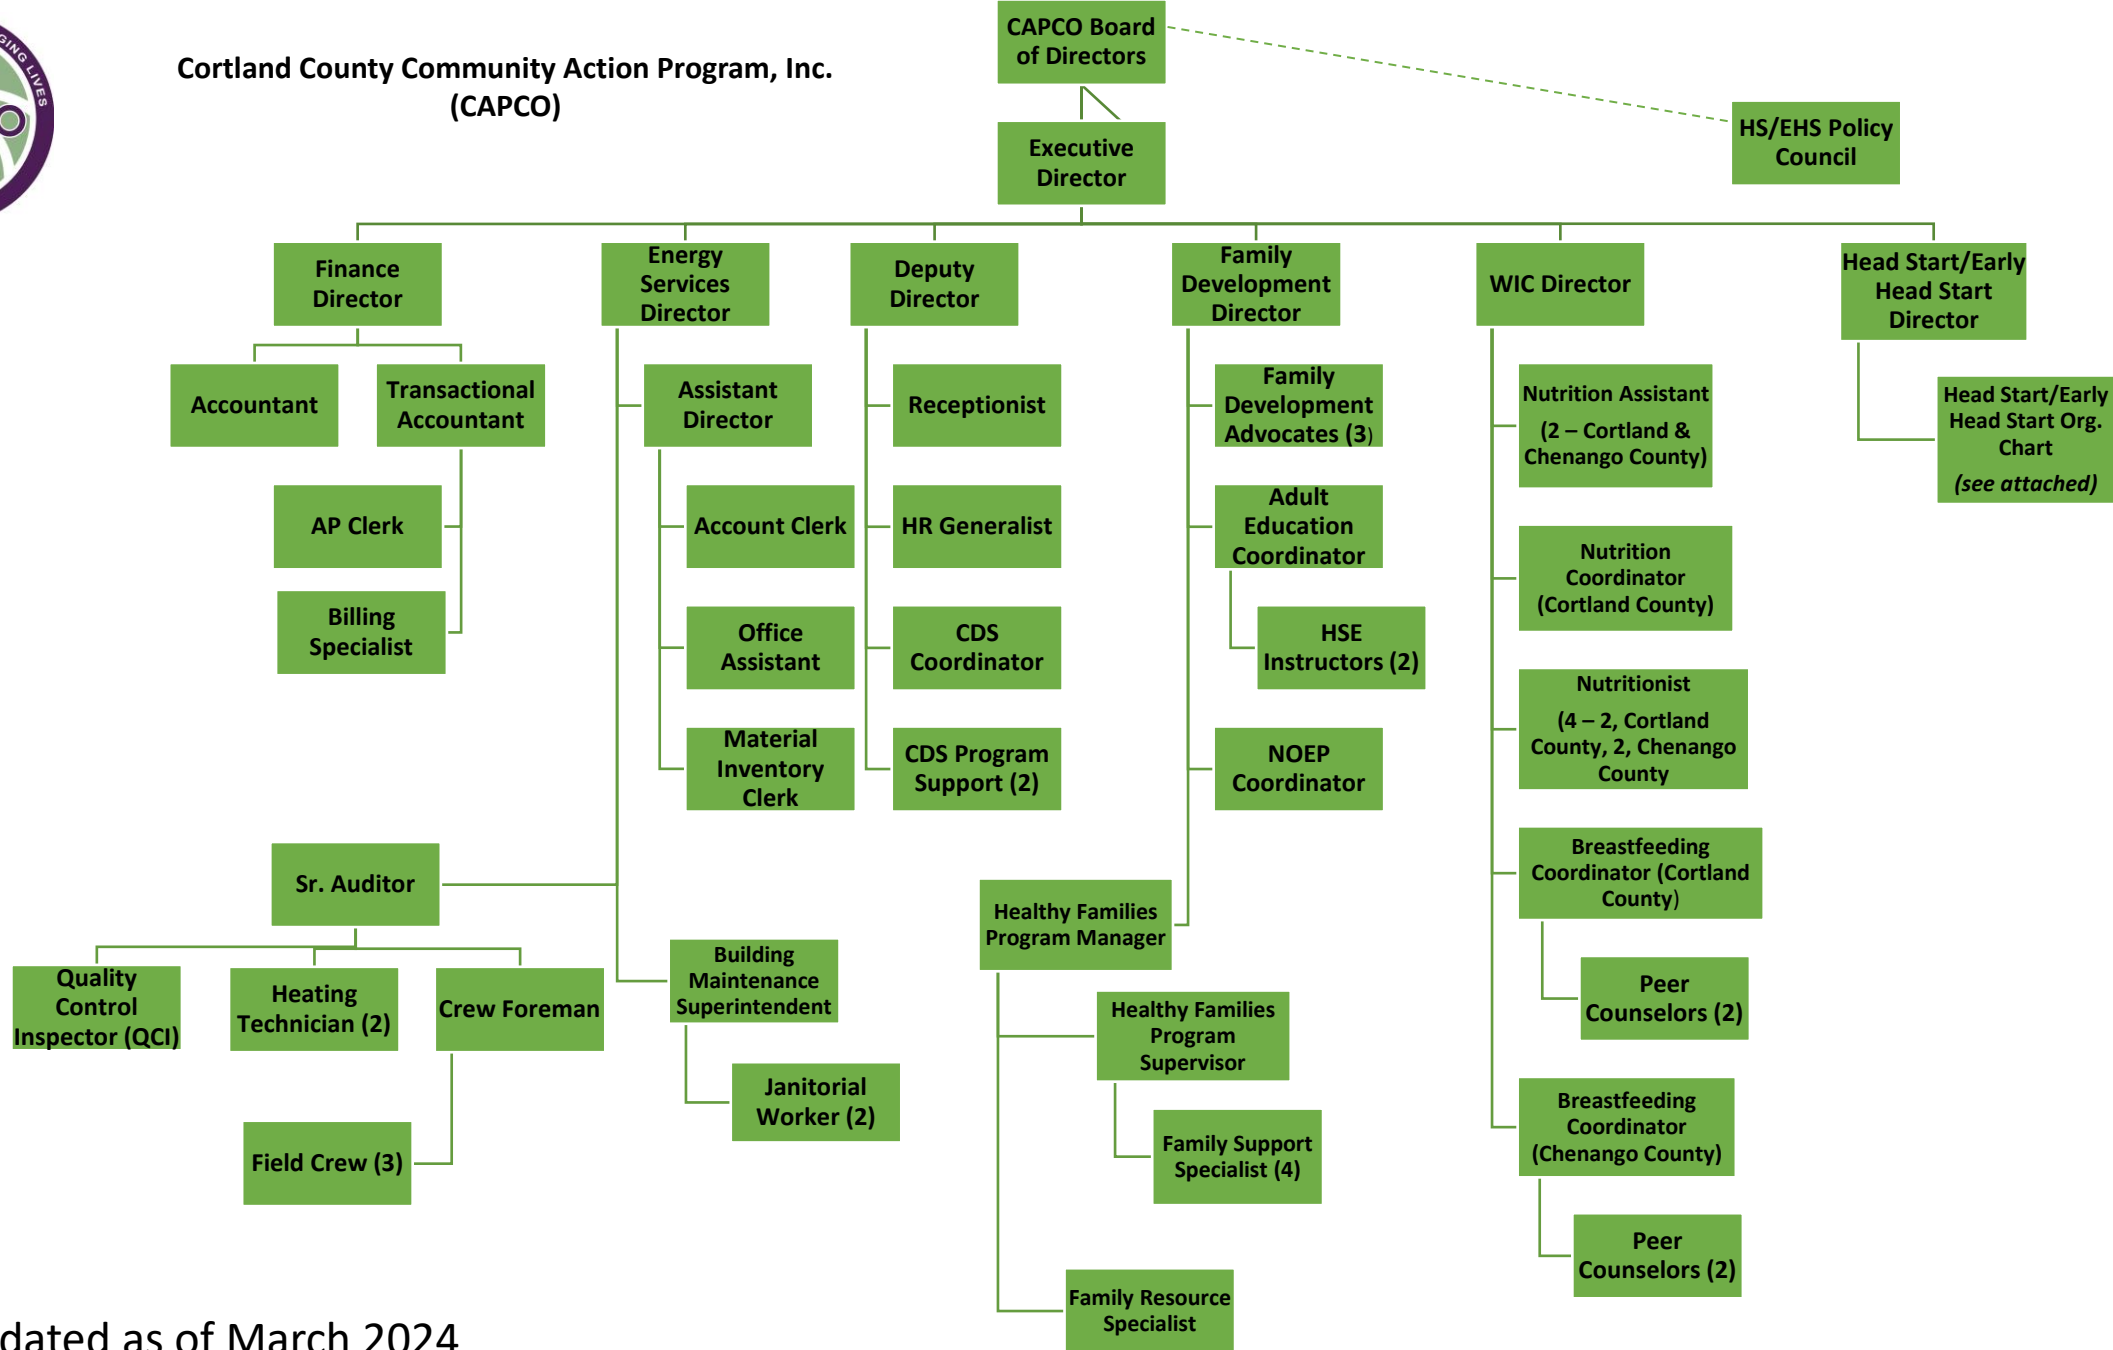 GING LIVES
Cortland County Community Action Program, Inc.
(CAPCO)
CAPCO Board
of Directors
HS/EHS Policy
Council
Executive
Director
Finance
Director
Energy
Services
Director
Deputy
Director
Family
Development
Director
WIC Director
Head Start/Early
Head Start
Director
Accountant
Transactional
Accountant
AP Clerk
Billing
Specialist
Assistant
Director
Account Clerk
Office
Assistant
Material
Inventory
Clerk
Receptionist
HR Generalist
CDS
Coordinator
CDS Program
Support (2)
Family
Development
Advocates (3)
Adult
Education
Coordinator
HSE
Instructors (2)
NOEP
Coordinator
Nutrition Assistant
(2 – Cortland &
Chenango County)
Nutrition
Coordinator
(Cortland County)
Nutritionist
(4 – 2, Cortland
County, 2, Chenango
County
Breastfeeding
Coordinator (Cortland
County)
Peer
Counselors (2)
Breastfeeding
Coordinator
(Chenango County)
Peer
Counselors (2)
Head Start/Early
Head Start Org.
Chart
(see attached)
Sr. Auditor
Quality
Control
Inspector (QCI)
Heating
Technician (2)
Crew Foreman
Field Crew (3)
Building
Maintenance
Superintendent
Janitorial
Worker (2)
Healthy Families
Program Manager
Healthy Families
Program
Supervisor
Family Support
Specialist (4)
Family Resource
Specialist
dated as of March 2024